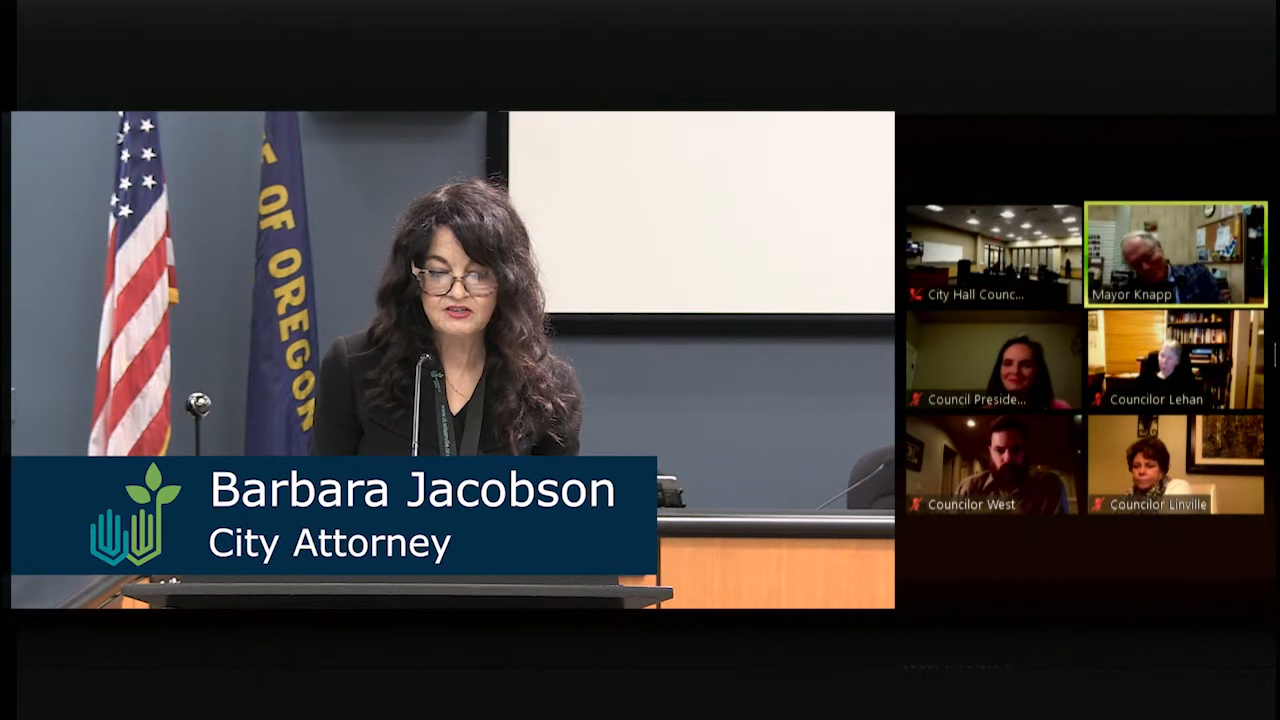 OF OREGON
Barbara Jacobson
City Attorney
City Hall Counc...
Mayor Knapp
Council Preside...
Councilor Lehan
Councilor West
Councilor Linville